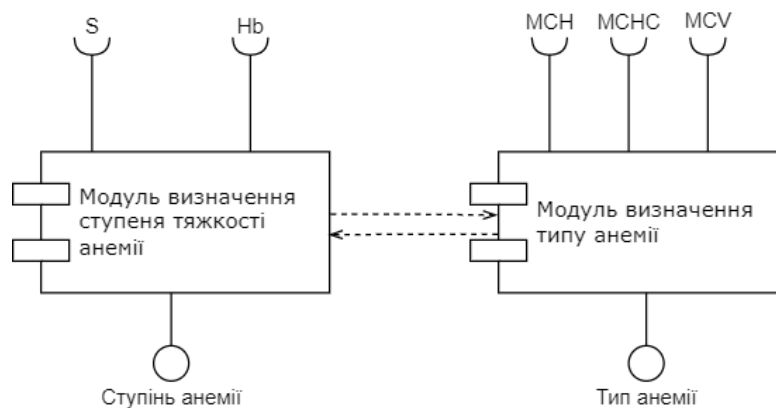 S
Hb
MCH
MCHC
MCV
Модуль визначення
ступеня тяжкості
анемії
Модуль визначення
типу анемії
Ступінь анемії
Тип анемії